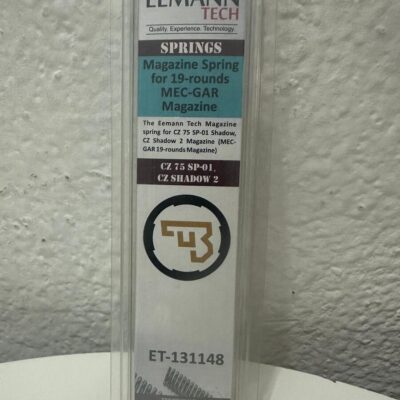 EEMANN
TECH
Quality. Experience. Technology.
SPRINGS
Magazine Spring
for 19-rounds
MEC-GAR
Magazine
The Eemann Tech Magazine
spring for CZ 75 SP-01 Shadow,
CZ Shadow 2 Magazine (MEC-
GAR 19-rounds Magazine)
CZ 75 SP-01,
CZ SHADOW 2
ET-131148